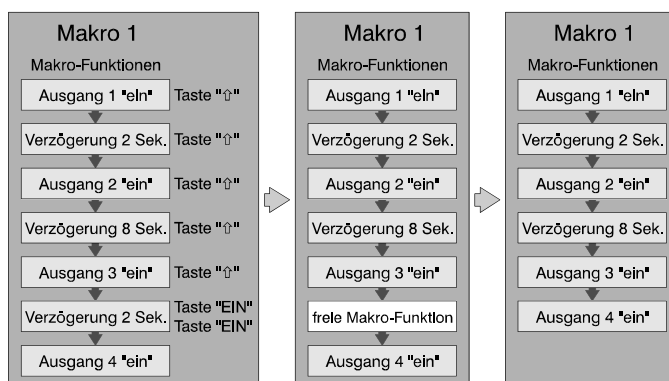 Makro 1
Makro-Funktionen
Ausgang 1 "ein" Taste "⇧"
Verzögerung 2 Sek. Taste "⇧"
Ausgang 2 "ein" Taste "⇧"
Verzögerung 8 Sek. Taste "⇧"
Ausgang 3 "ein" Taste "⇧"
Verzögerung 2 Sek. Taste "EIN"
Taste "EIN"
Ausgang 4 "ein"
Makro 1
Makro-Funktionen
Ausgang 1 "ein"
Verzögerung 2 Sek.
Ausgang 2 "ein"
Verzögerung 8 Sek.
Ausgang 3 "ein"
freie Makro-Funktion
Ausgang 4 "ein"
Makro 1
Makro-Funktionen
Ausgang 1 "ein"
Verzögerung 2 Sek.
Ausgang 2 "ein"
Verzögerung 8 Sek.
Ausgang 3 "ein"
Ausgang 4 "ein"